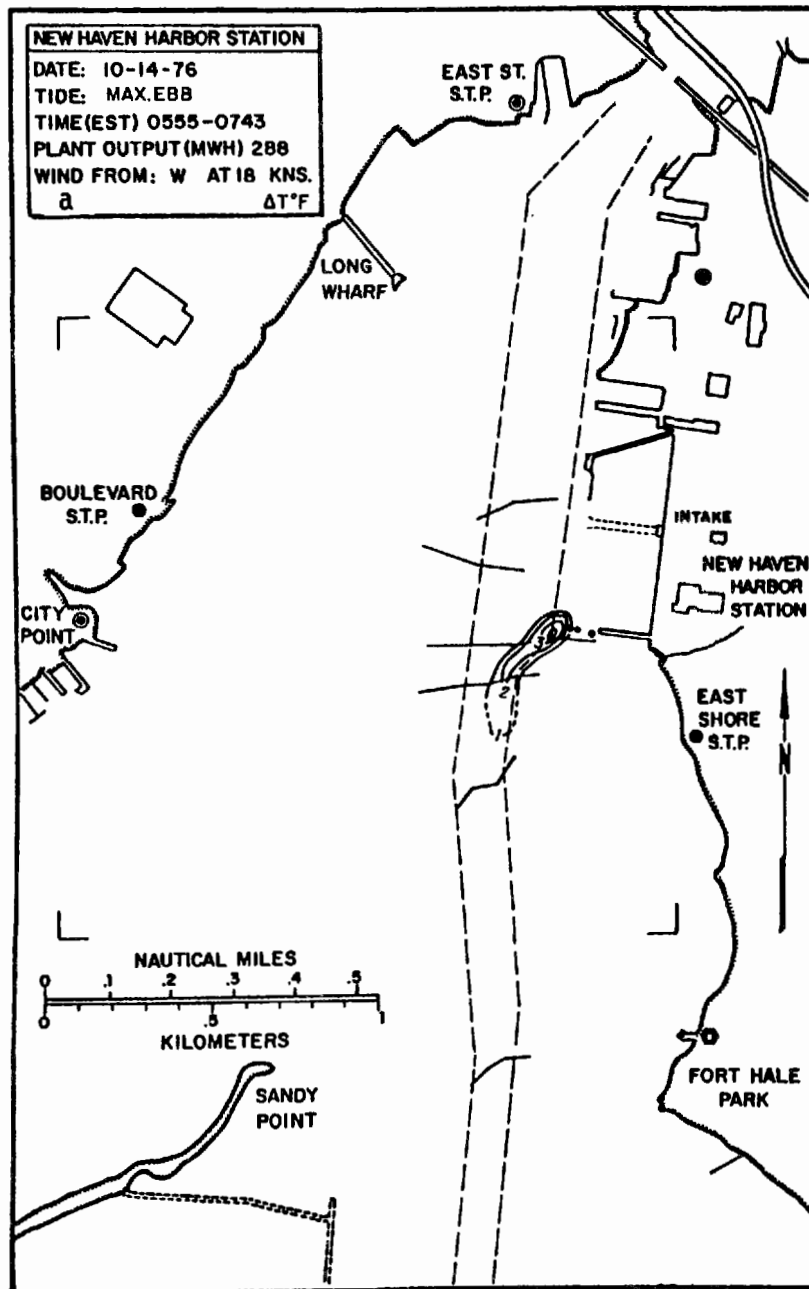 NEW HAVEN HARBOR STATION
DATE: 10-14-76
TIDE: MAX.EBB
TIME(EST) 0555-0743
PLANT OUTPUT(MWH) 288
WIND FROM: W AT 18 KNS.
a ΔT°F
EAST ST.
S.T.P.
LONG
WHARF
BOULEVARD
S.T.P.
INTAKE
NEW HAVEN
HARBOR
STATION
CITY
POINT
3
2
1
EAST
SHORE
S.T.P.
N
NAUTICAL MILES
0 .1 .2 .3 .4 .5
0 .5 1
KILOMETERS
SANDY
POINT
FORT HALE
PARK